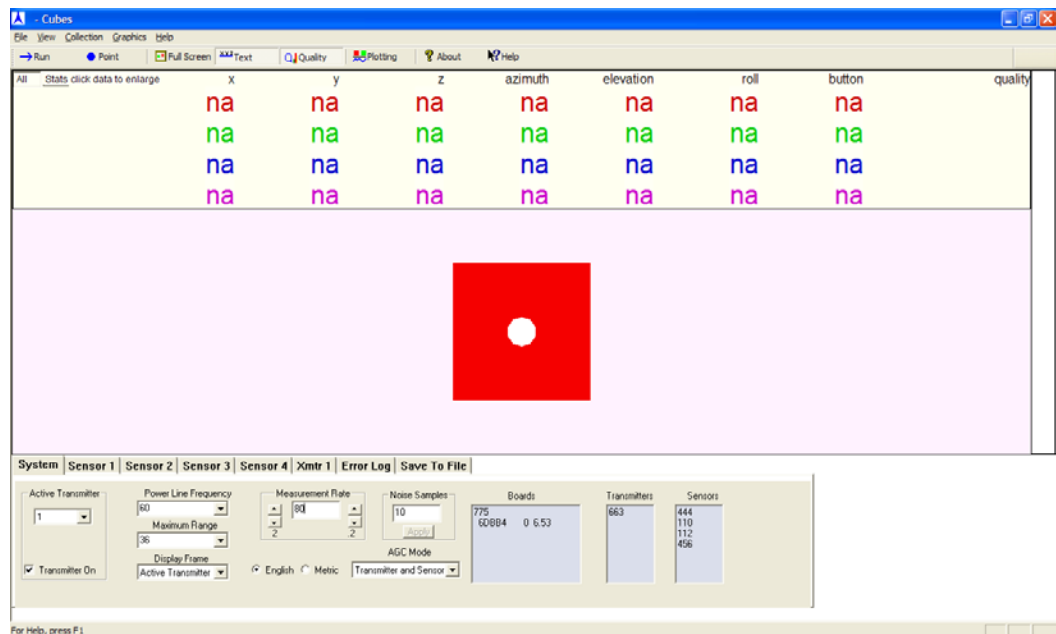 - Cubes
File View Collection Graphics Help
Run Point Full Screen XYZ Text Quality Plotting About Help
All Stats click data to enlarge x y z azimuth elevation roll button quality
na na na na na na na
na na na na na na na
na na na na na na na
na na na na na na na
System Sensor 1 Sensor 2 Sensor 3 Sensor 4 Xmtr 1 Error Log Save To File
Active Transmitter Power Line Frequency Measurement Rate Noise Samples Boards Transmitters Sensors
1 60 80 10 775 663 444
6DBB4 0 6.53 110
Maximum Range 2 2 Apply 112
36 456
AGC Mode
Display Frame
Transmitter On Active Transmitter English Metric Transmitter and Sensor
For Help, press F1